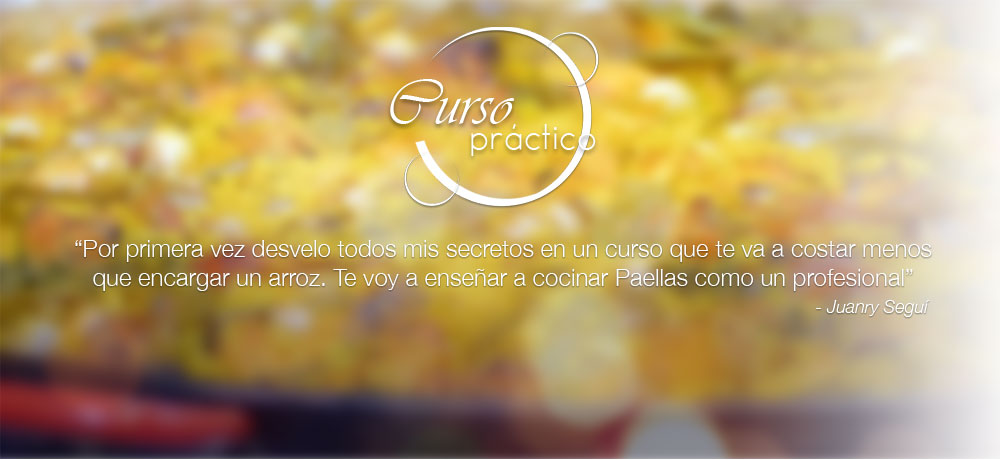 Curso
práctico
“Por primera vez desvelo todos mis secretos en un curso que te va a costar menos
que encargar un arroz. Te voy a enseñar a cocinar Paellas como un profesional”
- Juanry Seguí